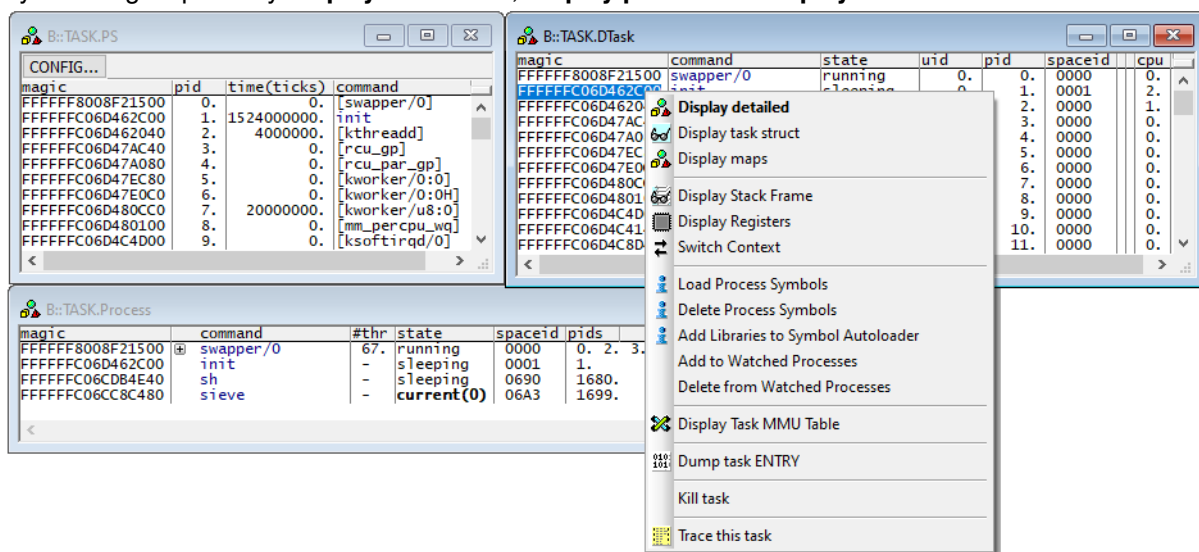 B::TASK.PS
CONFIG...
magic pid time(ticks) command
FFFFFF8008F21500 0. 0. [swapper/0]
FFFFFFC06D462C00 1. 1524000000. init
FFFFFFC06D462040 2. 4000000. [kthreadd]
FFFFFFC06D47AC40 3. 0. [rcu_gp]
FFFFFFC06D47A080 4. 0. [rcu_par_gp]
FFFFFFC06D47EC80 5. 0. [kworker/0:0]
FFFFFFC06D47E0C0 6. 0. [kworker/0:0H]
FFFFFFC06D480CC0 7. 20000000. [kworker/u8:0]
FFFFFFC06D480100 8. 0. [mm_percpu_wq]
FFFFFFC06D4C4D00 9. 0. [ksoftirqd/0]
B::TASK.DTask
magic command state uid pid spaceid cpu
FFFFFF8008F21500 swapper/0 running 0. 0. 0000 0.
FFFFFFC06D462C00 init sleeping 0. 1. 0001 2.
FFFFFFC06D46204 2. 0000 1.
FFFFFFC06D47AC 3. 0000 0.
FFFFFFC06D47A0 4. 0000 0.
FFFFFFC06D47EC 5. 0000 0.
FFFFFFC06D47E0 6. 0000 0.
FFFFFFC06D480C 7. 0000 0.
FFFFFFC06D4801 8. 0000 0.
FFFFFFC06D4C4D 9. 0000 0.
FFFFFFC06D4C41 10. 0000 0.
FFFFFFC06D4C8D 11. 0000 0.
Display detailed
Display task struct
Display maps
Display Stack Frame
Display Registers
Switch Context
Load Process Symbols
Delete Process Symbols
Add Libraries to Symbol Autoloader
Add to Watched Processes
Delete from Watched Processes
Display Task MMU Table
Dump task ENTRY
Kill task
Trace this task
B::TASK.Process
magic command #thr state spaceid pids
FFFFFF8008F21500 swapper/0 67. running 0000 0. 2. 3.
FFFFFFC06D462C00 init - sleeping 0001 1.
FFFFFFC06CDB4E40 sh - sleeping 0690 1680.
FFFFFFC06CC8C480 sieve - current(0) 06A3 1699.